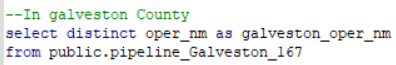 --In galveston County
select distinct oper_nm as galveston_oper_nm
from public.pipeline_Galveston_167